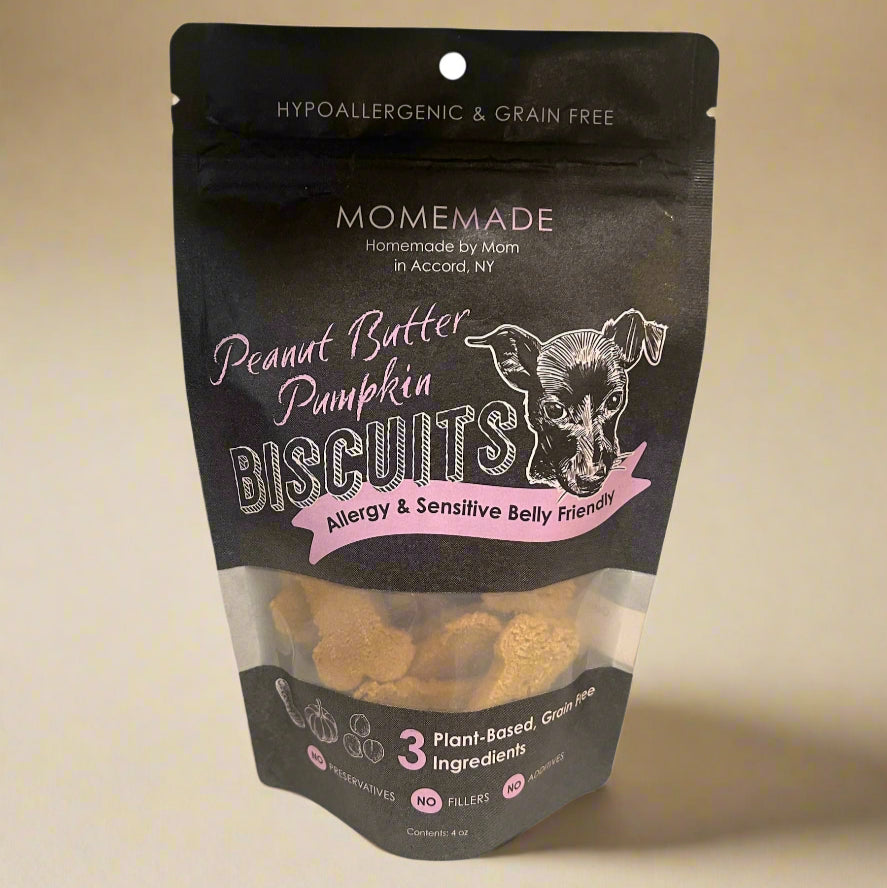 HYPOALLERGENIC & GRAIN FREE
MOMEMADE
Homemade by Mom
in Accord, NY
Peanut Butter
Pumpkin
BISCUITS
Allergy & Sensitive Belly Friendly
3 Plant-Based, Grain Free
Ingredients
NO PRESERVATIVES
NO FILLERS
NO ADDITIVES
Contents: 4 oz